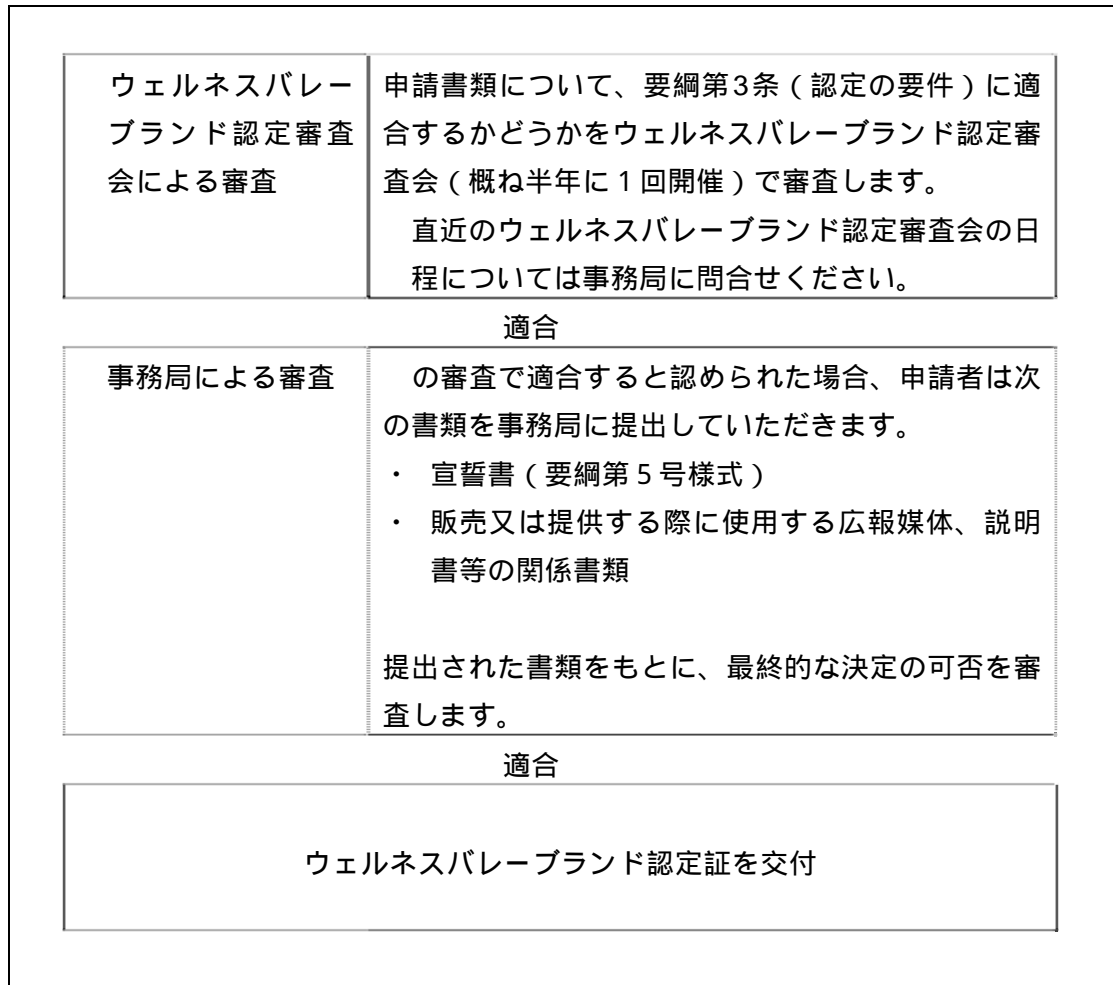 ウェルネスバレー
ブランド認定審査
会による審査
申請書類について、要綱第3条(認定の要件)に適
合するかどうかをウェルネスバレーブランド認定審
査会(概ね半年に1回開催)で審査します。
直近のウェルネスバレーブランド認定審査会の日
程については事務局に問合せください。
適合
事務局による審査
の審査で適合すると認められた場合、申請者は次
の書類を事務局に提出していただきます。
・ 宣誓書(要綱第5号様式)
・ 販売又は提供する際に使用する広報媒体、説明
書等の関係書類
提出された書類をもとに、最終的な決定の可否を審
査します。
適合
ウェルネスバレーブランド認定証を交付